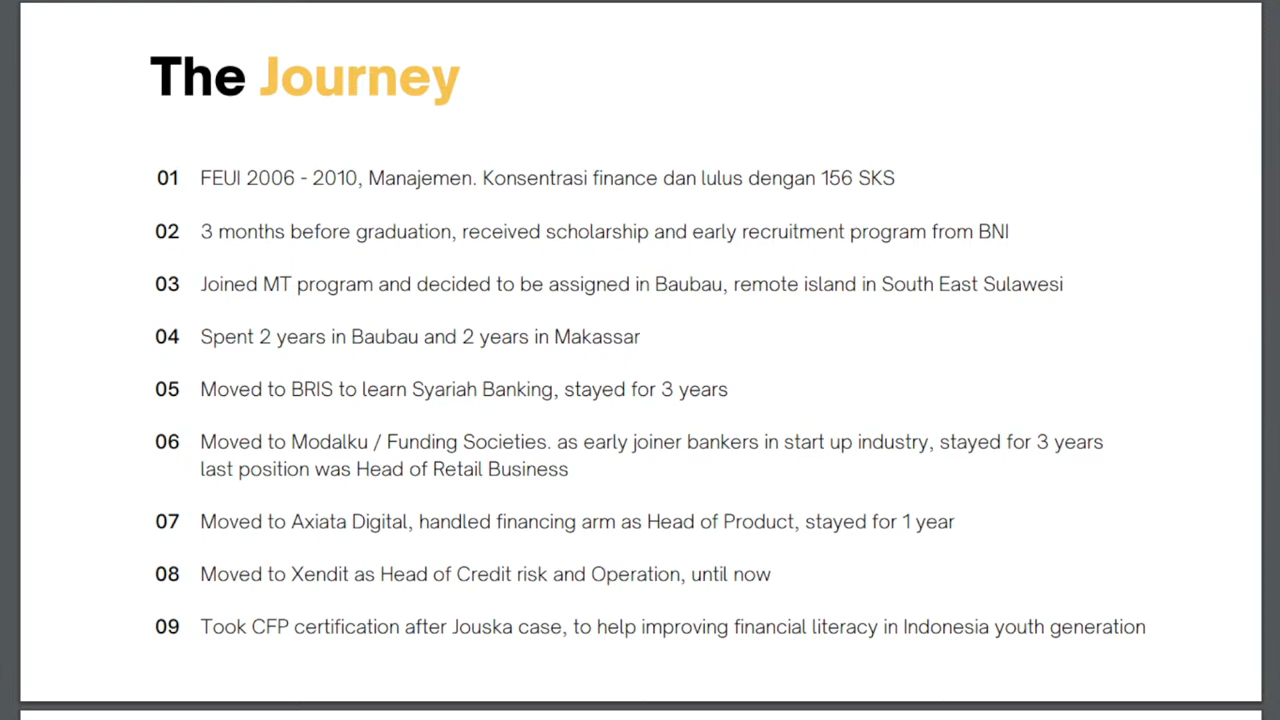 The Journey
01 FEUI 2006 - 2010, Manajemen. Konsentrasi finance dan lulus dengan 156 SKS
02 3 months before graduation, received scholarship and early recruitment program from BNI
03 Joined MT program and decided to be assigned in Baubau, remote island in South East Sulawesi
04 Spent 2 years in Baubau and 2 years in Makassar
05 Moved to BRIS to learn Syariah Banking, stayed for 3 years
06 Moved to Modalku / Funding Societies. as early joiner bankers in start up industry, stayed for 3 years
last position was Head of Retail Business
07 Moved to Axiata Digital, handled financing arm as Head of Product, stayed for 1 year
08 Moved to Xendit as Head of Credit risk and Operation, until now
09 Took CFP certification after Jouska case, to help improving financial literacy in Indonesia youth generation